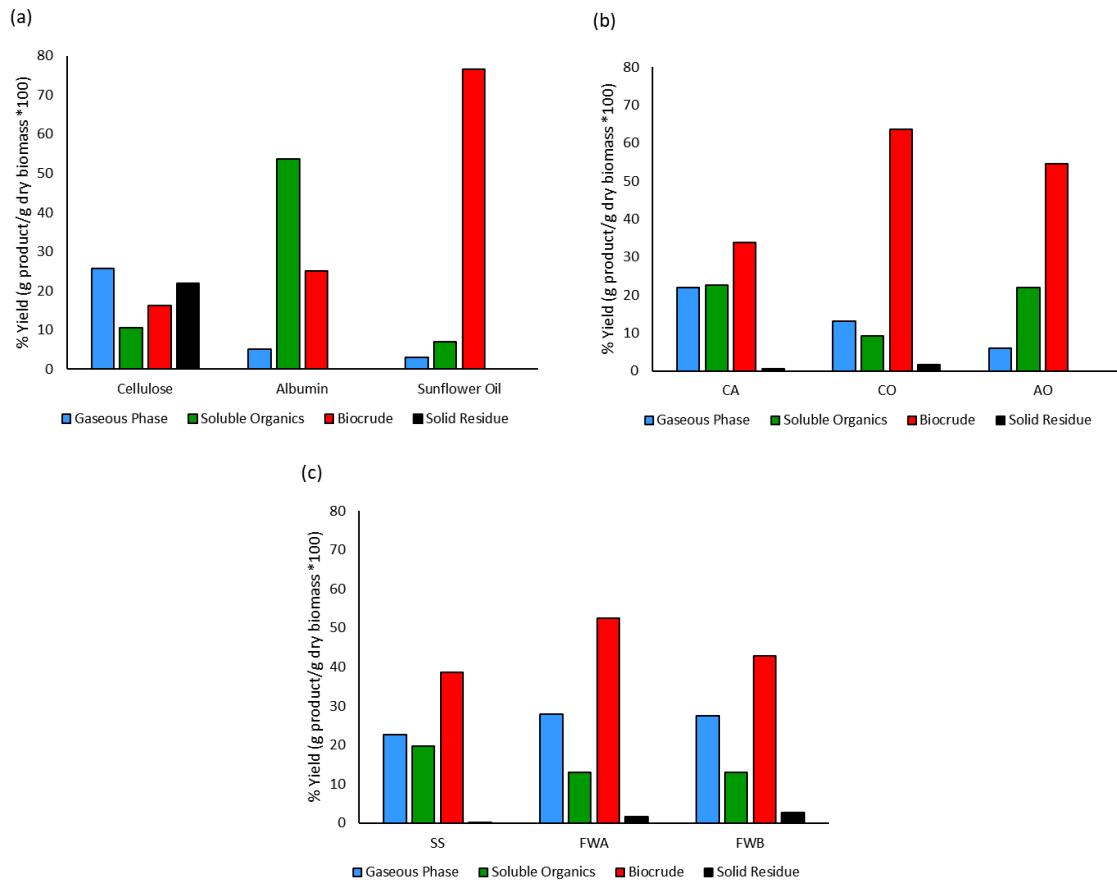 (a)
% Yield (g product/g dry biomass *100)
80
70
60
50
40
30
20
10
0
Cellulose Albumin Sunflower Oil
Gaseous Phase Soluble Organics Biocrude Solid Residue
(b)
% Yield (g product/g dry biomass *100)
80
70
60
50
40
30
20
10
0
CA CO AO
Gaseous Phase Soluble Organics Biocrude Solid Residue
(c)
% Yield (g product/g dry biomass *100)
80
70
60
50
40
30
20
10
0
SS FWA FWB
Gaseous Phase Soluble Organics Biocrude Solid Residue